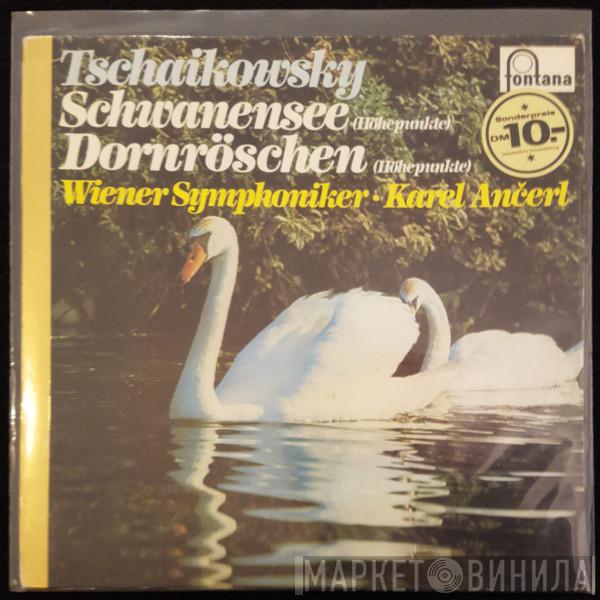 Tschaikowsky
fontana
Schwanensee (Höhepunkte)
Sonderpreis
DM 10.-
Dornröschen (Höhepunkte)
Wiener Symphoniker · Karel Ančerl
МАРКЕТ ВИНИЛА